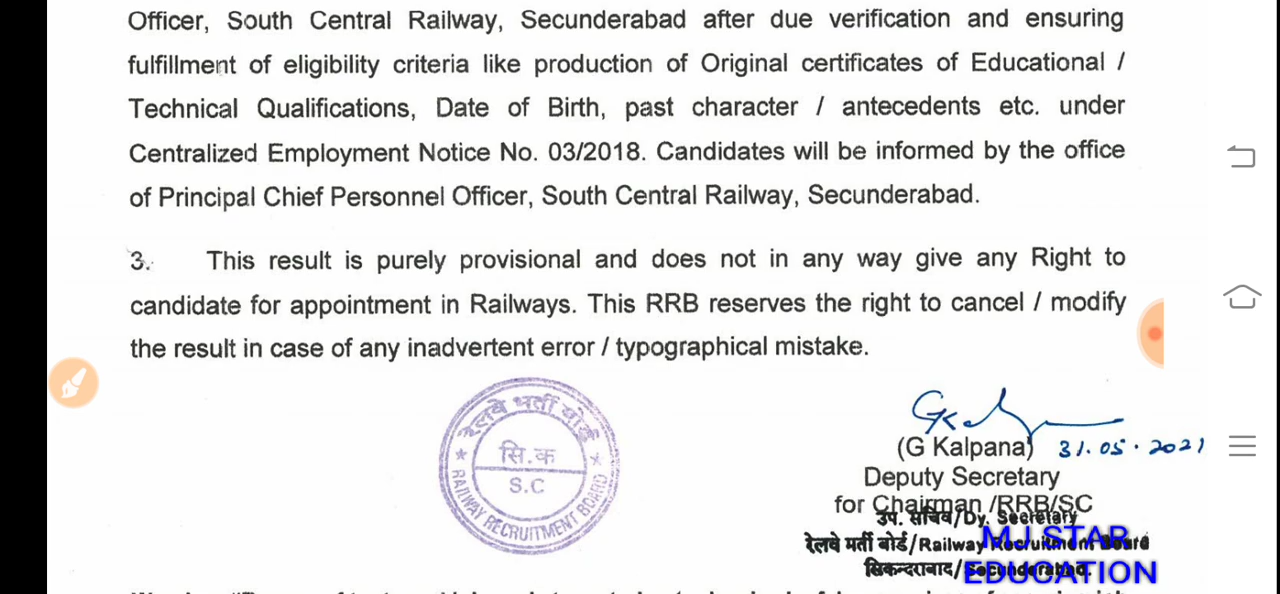 Officer, South Central Railway, Secunderabad after due verification and ensuring
fulfillment of eligibility criteria like production of Original certificates of Educational /
Technical Qualifications, Date of Birth, past character / antecedents etc. under
Centralized Employment Notice No. 03/2018. Candidates will be informed by the office
of Principal Chief Personnel Officer, South Central Railway, Secunderabad.
3. This result is purely provisional and does not in any way give any Right to
candidate for appointment in Railways. This RRB reserves the right to cancel / modify
the result in case of any inadvertent error / typographical mistake.
रेलवे भर्ती बोर्ड
सि.क
S.C
RAILWAY RECRUITMENT BOARD
(G Kalpana) 31.05.2021
Deputy Secretary
for Chairman /RRB/SC
उप. सचिव/Dy. Secretary
रेलवे भर्ती बोर्ड/Railway Recruitment Board
सिकन्दराबाद/Secunderabad.
MJ STAR
EDUCATION